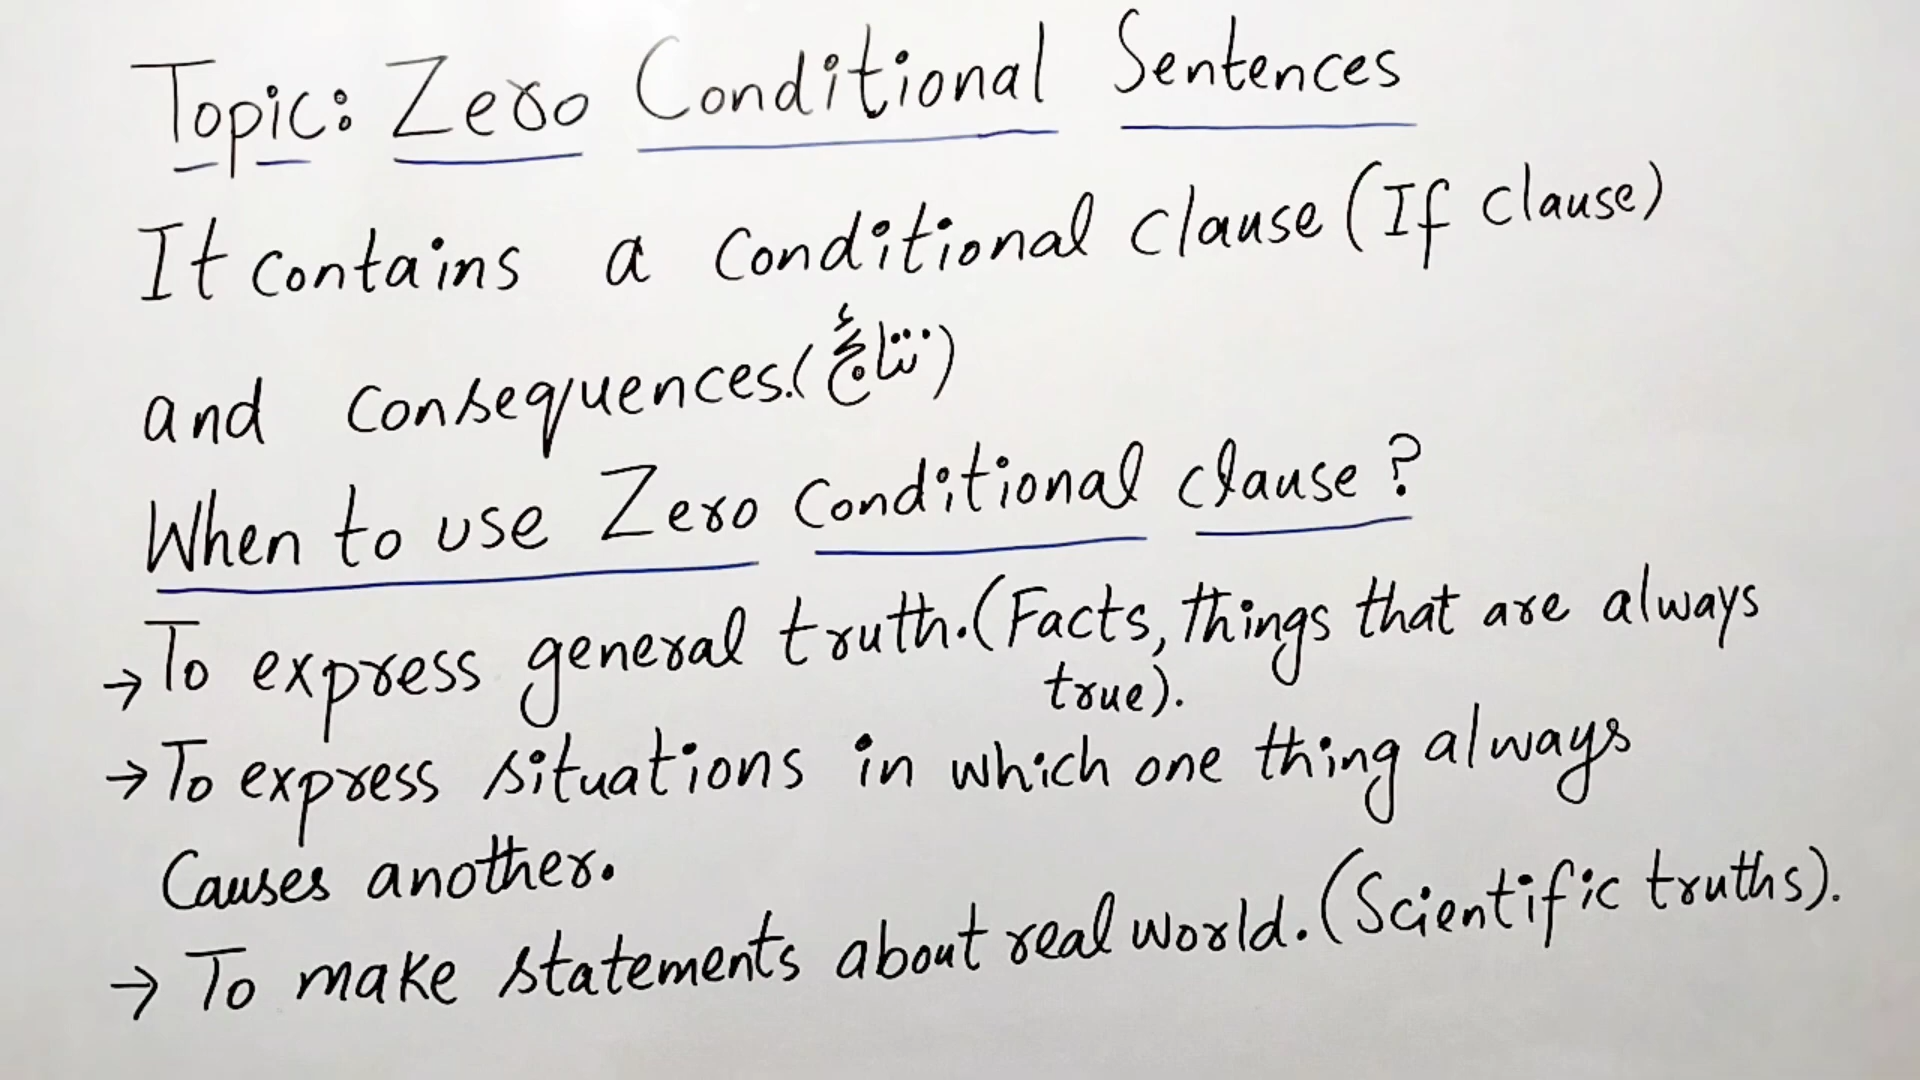 Topic: Zero Conditional Sentences
It contains a conditional clause (If clause)
and consequences.(نتائج)
When to use Zero conditional clause?
→ To express general truth. (Facts, things that are always
true).
→ To express situations in which one thing always
Causes another.
→ To make statements about real world. (Scientific truths).